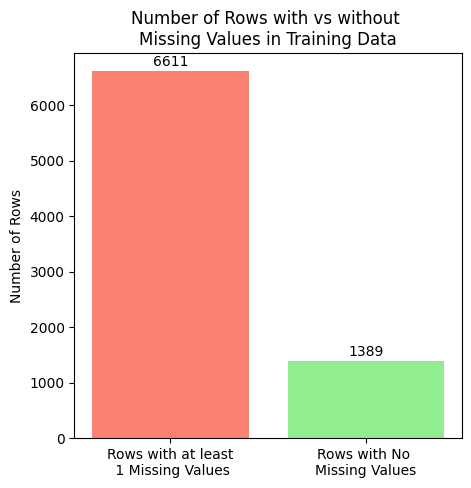 Number of Rows with vs without
Missing Values in Training Data
6611
1389
Number of Rows
6000
5000
4000
3000
2000
1000
0
Rows with at least
1 Missing Values
Rows with No
Missing Values